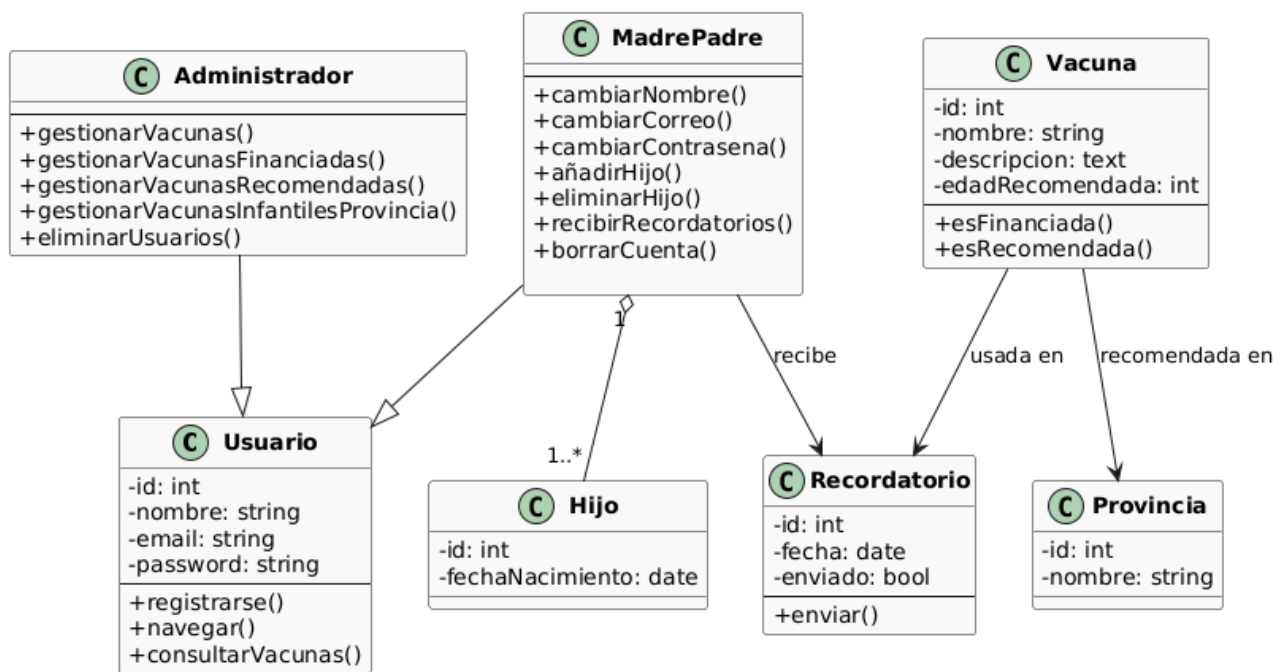 C Administrador
+gestionarVacunas()
+gestionarVacunasFinanciadas()
+gestionarVacunasRecomendadas()
+gestionarVacunasInfantilesProvincia()
+eliminarUsuarios()
C MadrePadre
+cambiarNombre()
+cambiarCorreo()
+cambiarContrasena()
+añadirHijo()
+eliminarHijo()
+recibirRecordatorios()
+borrarCuenta()
C Vacuna
-id: int
-nombre: string
-descripcion: text
-edadRecomendada: int
+esFinanciada()
+esRecomendada()
1
1..*
recibe
usada en
recomendada en
C Usuario
-id: int
-nombre: string
-email: string
-password: string
+registrarse()
+navegar()
+consultarVacunas()
C Hijo
-id: int
-fechaNacimiento: date
C Recordatorio
-id: int
-fecha: date
-enviado: bool
+enviar()
C Provincia
-id: int
-nombre: string